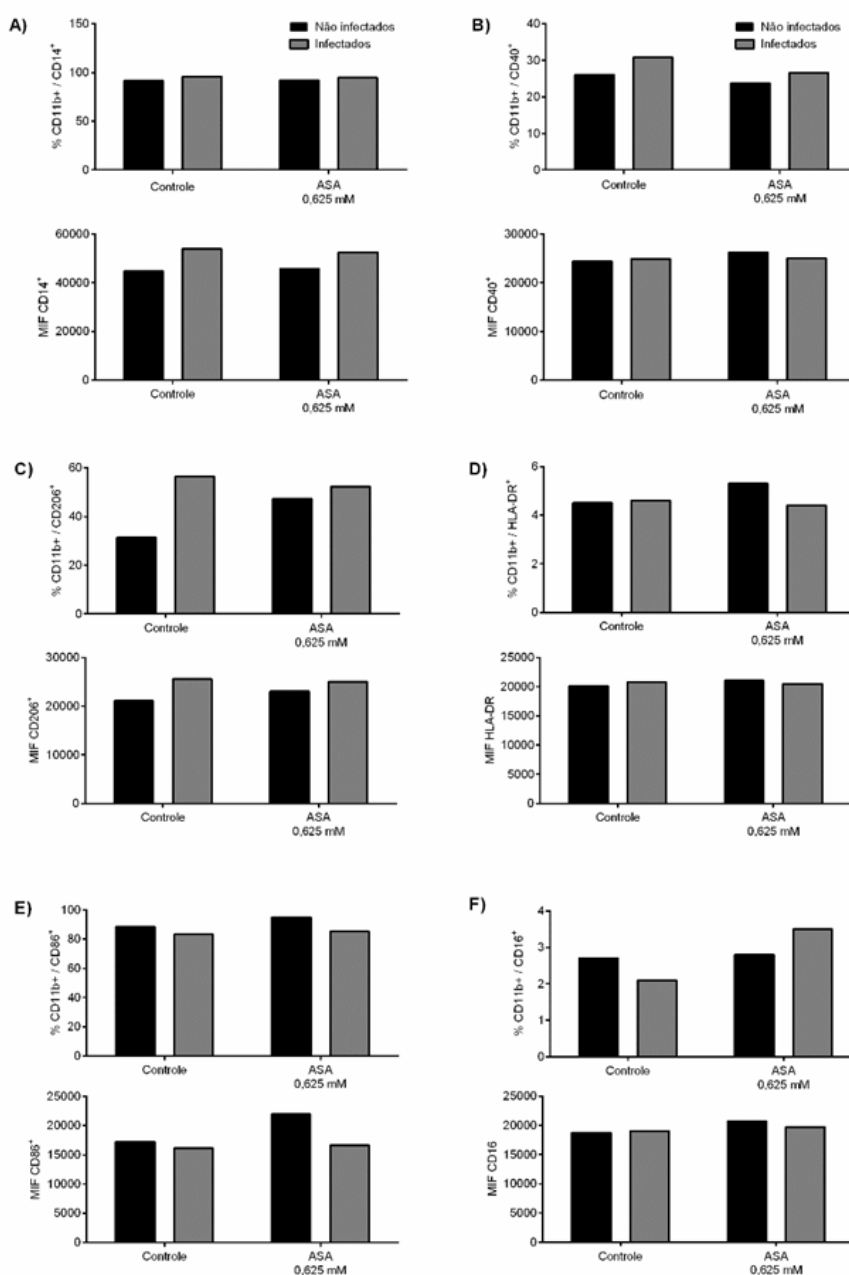 A)
Não infectados
Infectados
% CD11b+ / CD14+
150
100
50
0
Controle
ASA
0,625 mM
MIF CD14+
60000
40000
20000
0
Controle
ASA
0,625 mM
B)
Não infectados
Infectados
% CD11b+ / CD40+
40
30
20
10
0
Controle
ASA
0,625 mM
MIF CD40+
30000
20000
10000
0
Controle
ASA
0,625 mM
C)
% CD11b+ / CD206+
60
40
20
0
Controle
ASA
0,625 mM
MIF CD206+
30000
20000
10000
0
Controle
ASA
0,625 mM
D)
% CD11b+ / HLA-DR+
6
4
2
0
Controle
ASA
0,625 mM
MIF HLA-DR
25000
20000
15000
10000
5000
0
Controle
ASA
0,625 mM
E)
% CD11b+ / CD86+
100
80
60
40
20
0
Controle
ASA
0,625 mM
MIF CD86+
25000
20000
15000
10000
5000
0
Controle
ASA
0,625 mM
F)
% CD11b+ / CD16+
4
3
2
1
0
Controle
ASA
0,625 mM
MIF CD16
25000
20000
15000
10000
5000
0
Controle
ASA
0,625 mM